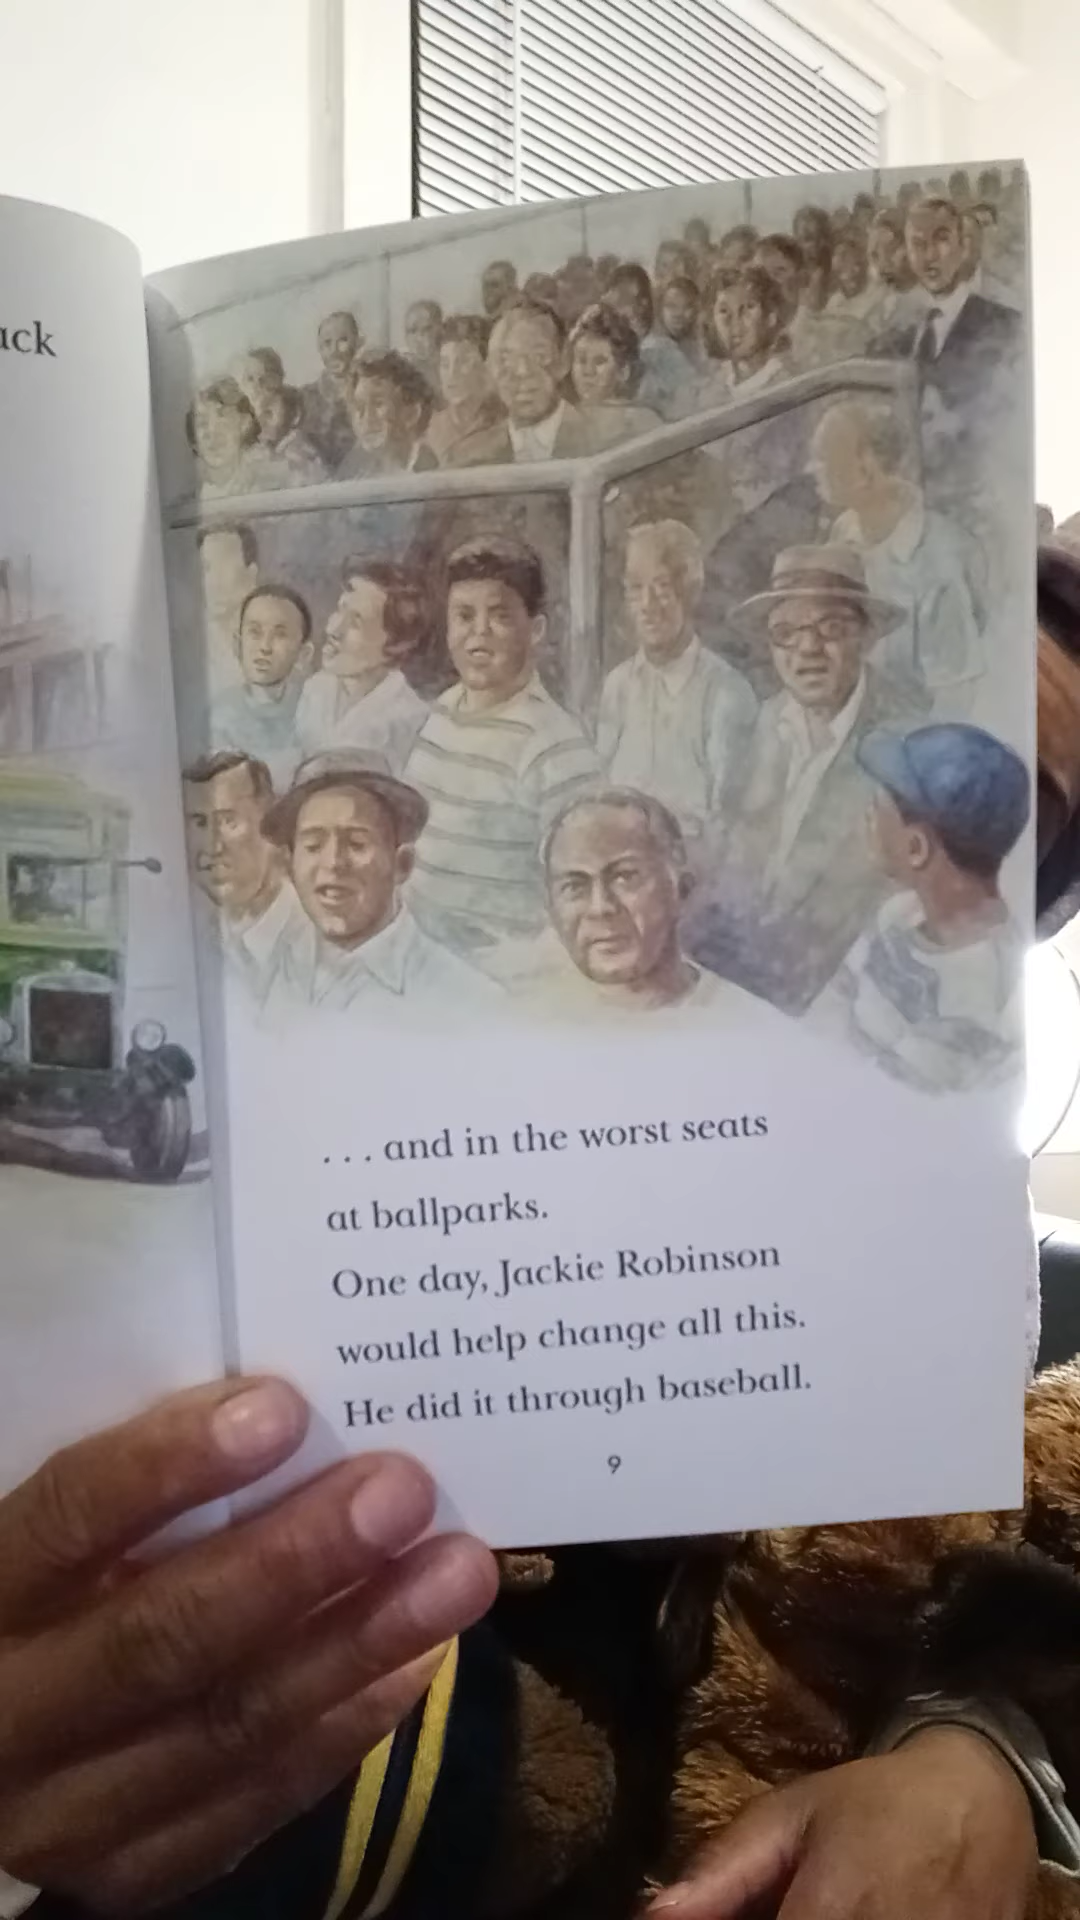 . . . and in the worst seats
at ballparks.
One day, Jackie Robinson
would help change all this.
He did it through baseball.
9